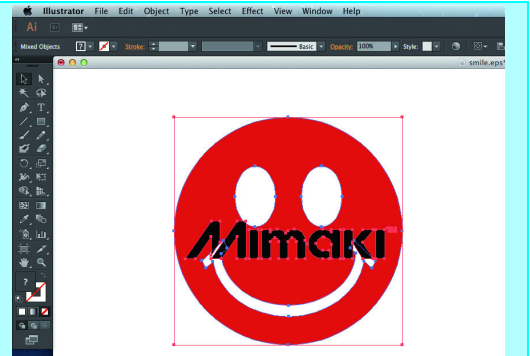 Illustrator File Edit Object Type Select Effect View Window Help
Ai
Mixed Objects ? Stroke: Basic Opacity: 100% Style:
smile.eps*
T
Mimaki
?